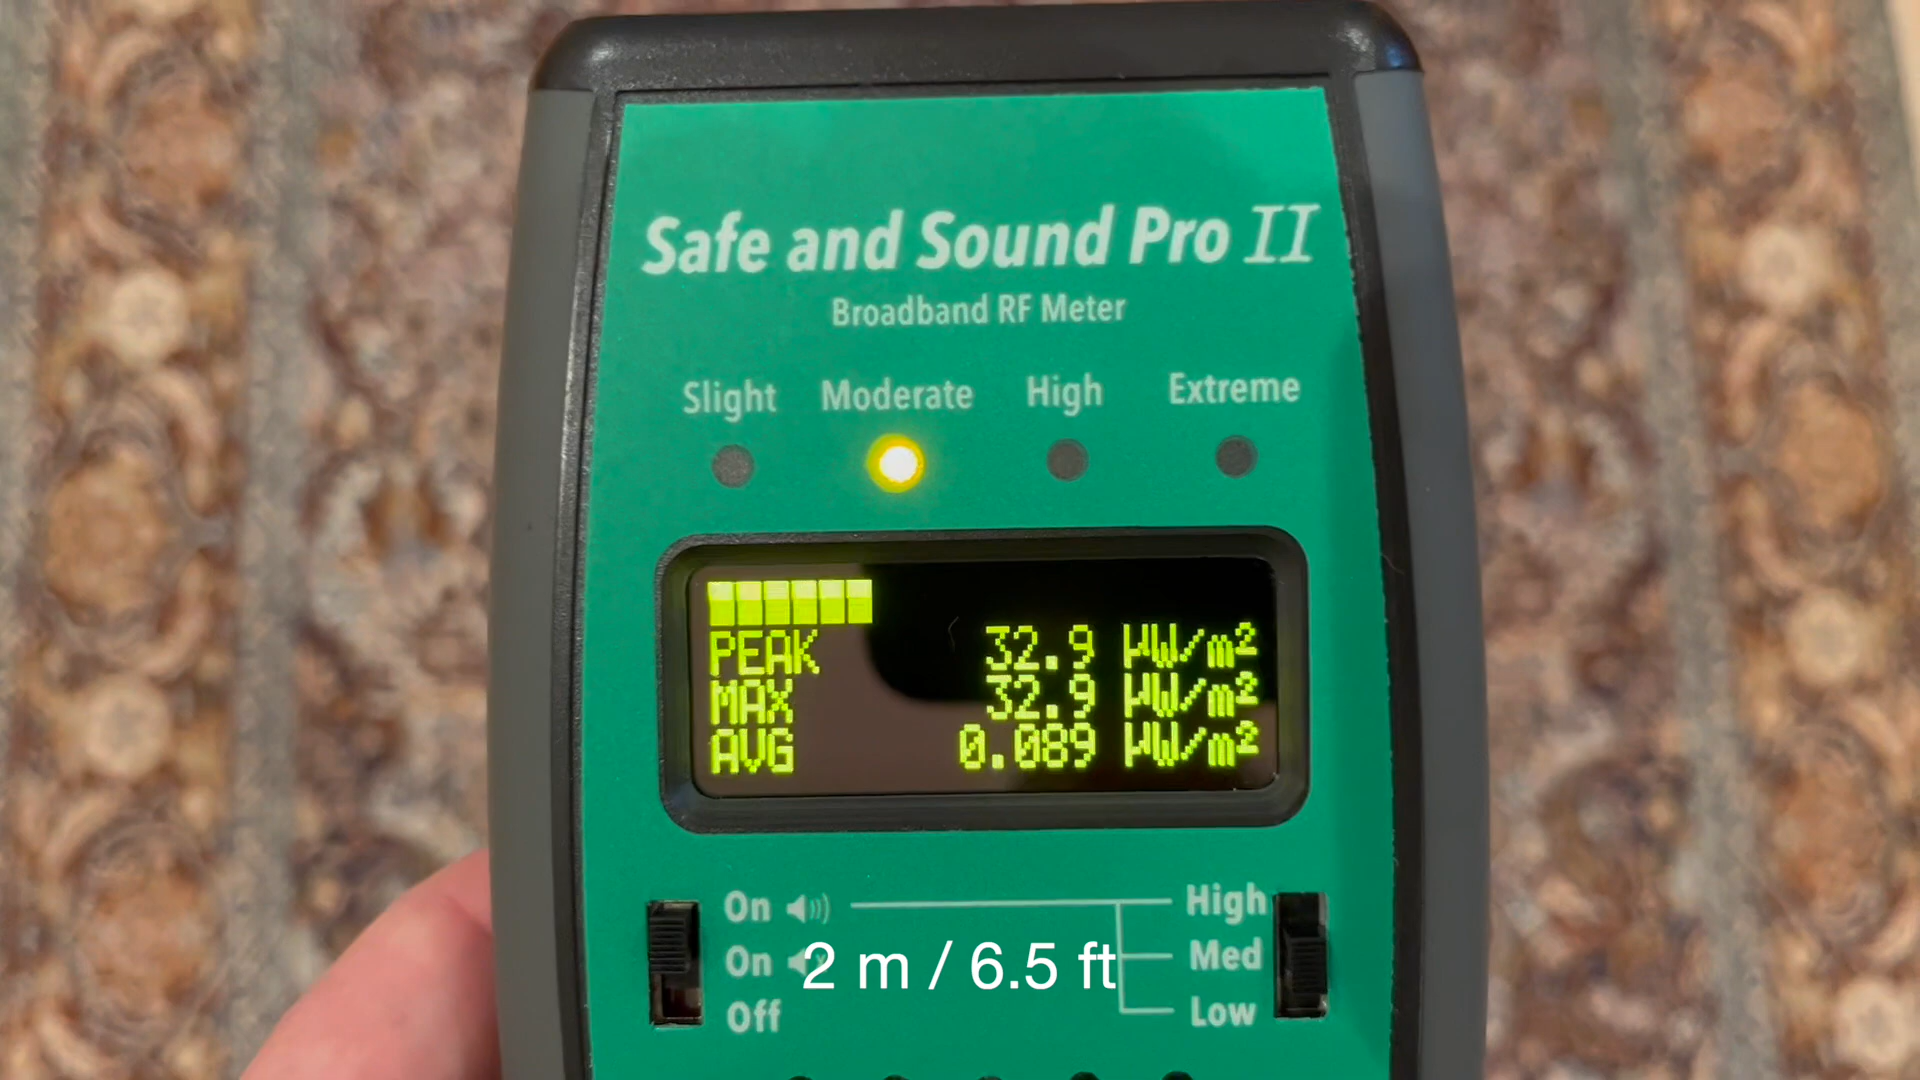 Safe and Sound Pro II
Broadband RF Meter
Slight Moderate High Extreme
PEAK 32.9 µW/m²
MAX 32.9 µW/m²
AVG 0.089 µW/m²
On High
On Med
Off Low
2 m / 6.5 ft